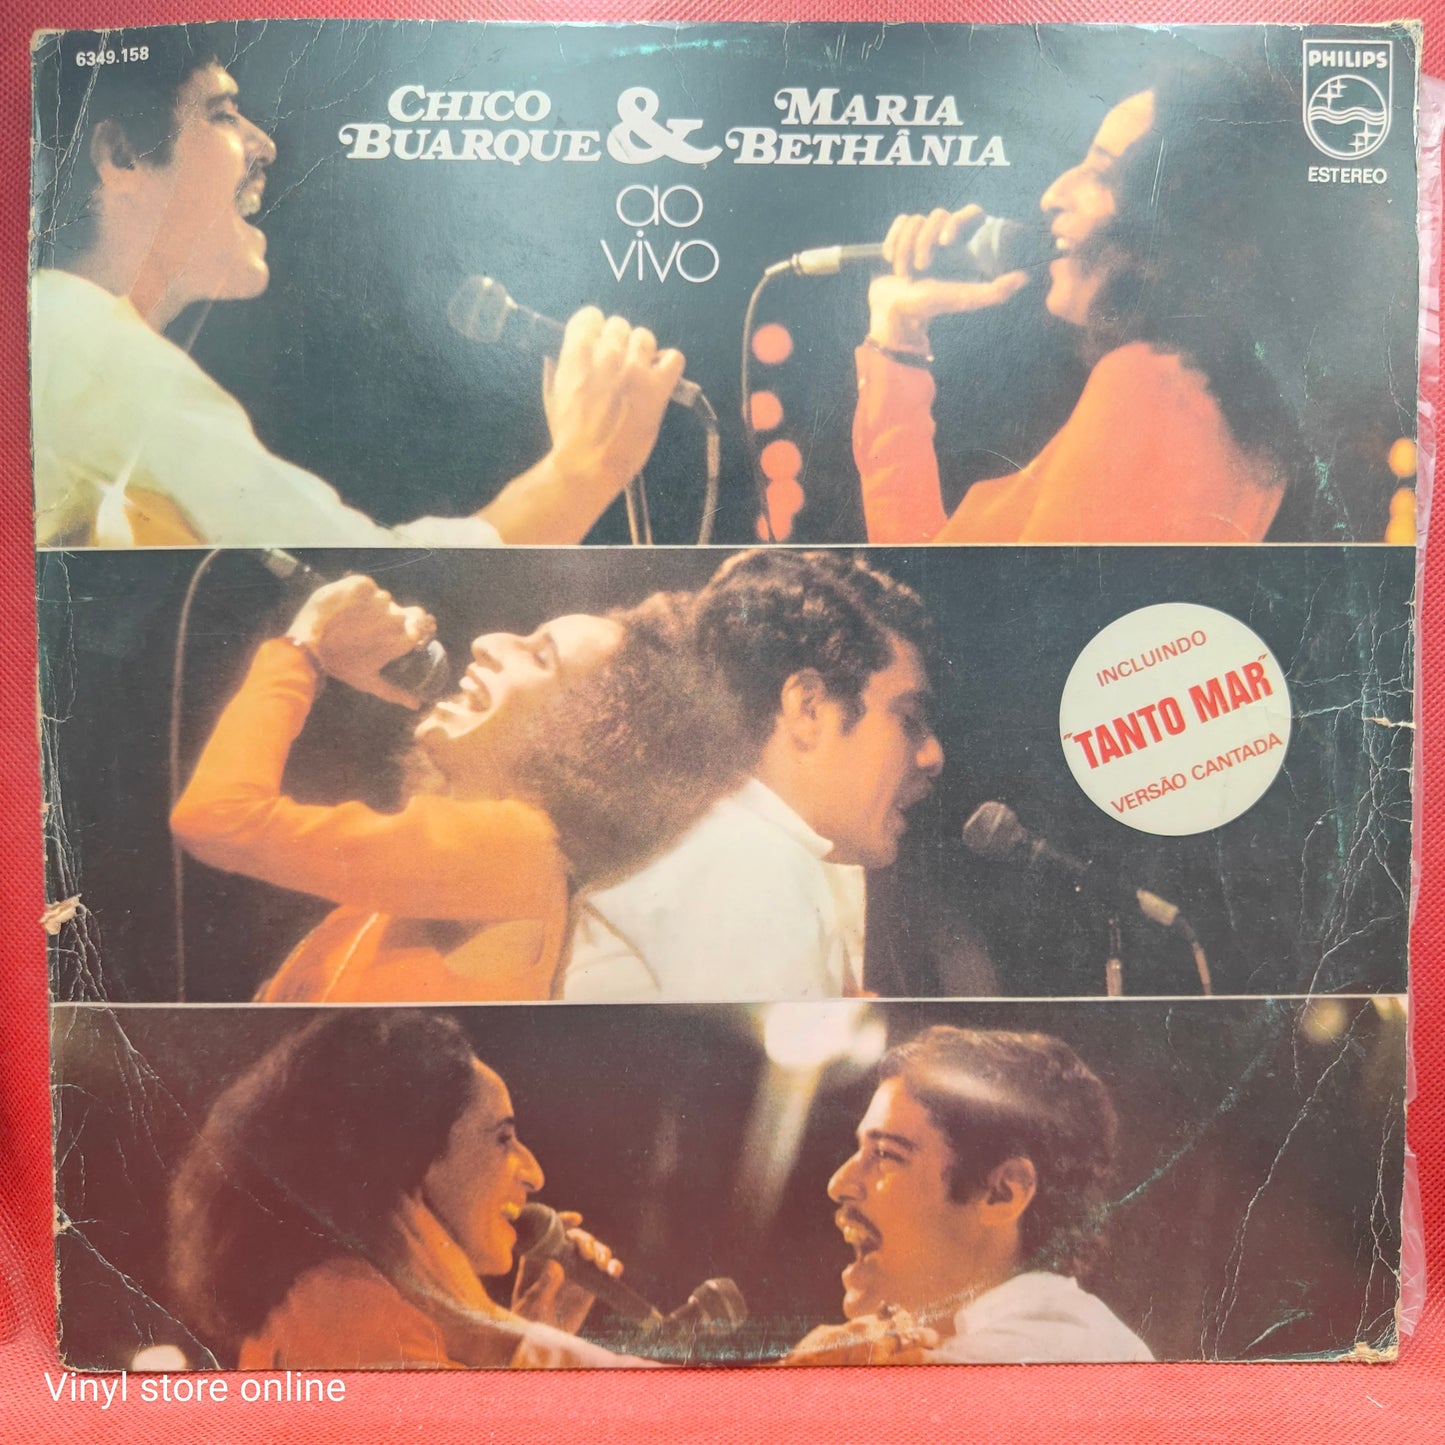 6349.158
CHICO
BUARQUE
&
MARIA
BETHÂNIA
ao
vivo
PHILIPS
ESTEREO
INCLUINDO
"TANTO MAR"
VERSÃO CANTADA
Vinyl store online